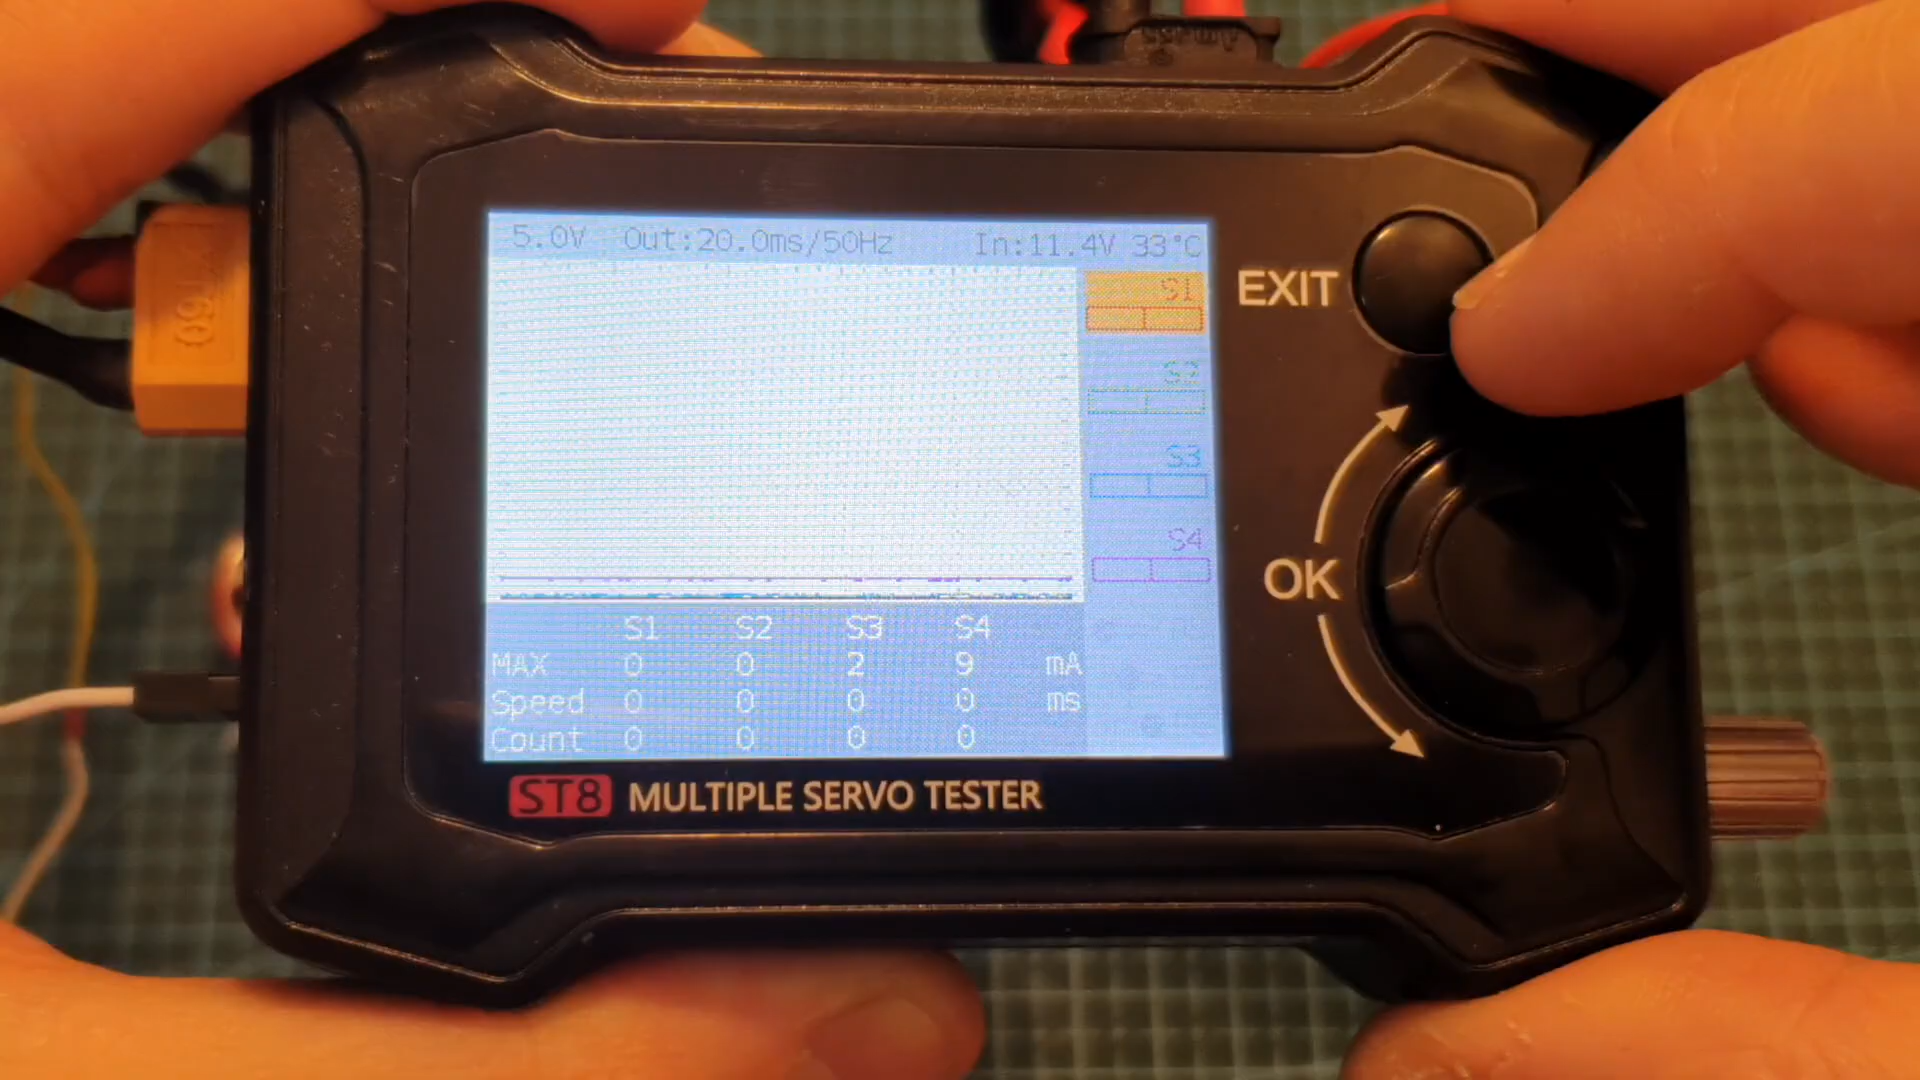 5.0V Out:20.0ms/50Hz In:11.4V 33°C
S1
S2
S3
S4
S1 S2 S3 S4
MAX 0 0 2 9 mA
Speed 0 0 0 0 ms
Count 0 0 0 0
EXIT
OK
ST8 MULTIPLE SERVO TESTER
XT60